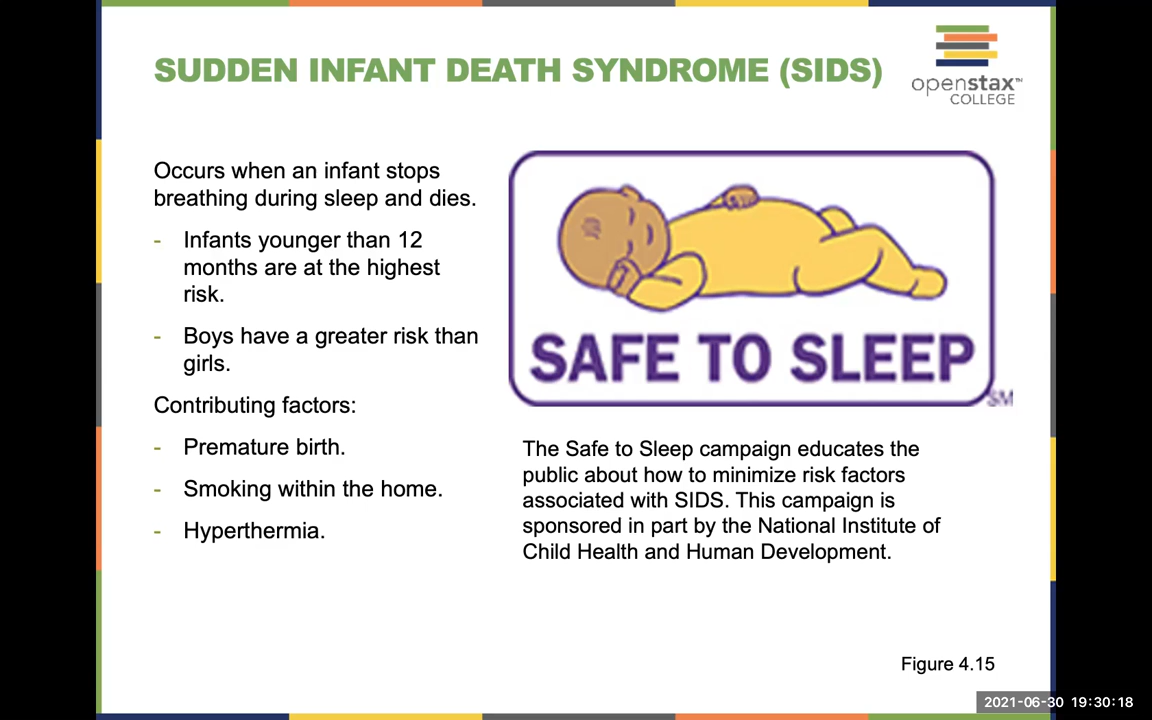 SUDDEN INFANT DEATH SYNDROME (SIDS)
openstax™
COLLEGE
Occurs when an infant stops
breathing during sleep and dies.
- Infants younger than 12
months are at the highest
risk.
- Boys have a greater risk than
girls.
Contributing factors:
- Premature birth.
- Smoking within the home.
- Hyperthermia.
SAFE TO SLEEP
SM
The Safe to Sleep campaign educates the
public about how to minimize risk factors
associated with SIDS. This campaign is
sponsored in part by the National Institute of
Child Health and Human Development.
Figure 4.15
2021-06-30 19:30:18